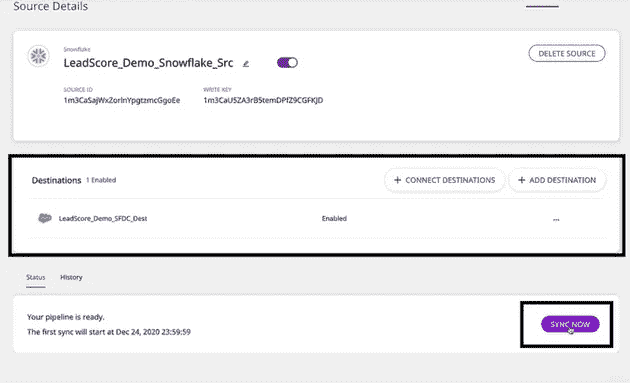 Source Details
Snowflake
LeadScore_Demo_Snowflake_Src
DELETE SOURCE
SOURCE ID WRITE KEY
1m3CaSajWxZorlnYpgtzmcGgoEe 1m3CaU5ZA3rB5temDPfZ9CGFKJD
Destinations 1 Enabled + CONNECT DESTINATIONS + ADD DESTINATION
LeadScore_Demo_SFDC_Dest Enabled ...
Status History
Your pipeline is ready.
The first sync will start at Dec 24, 2020 23:59:59
SYNC NOW